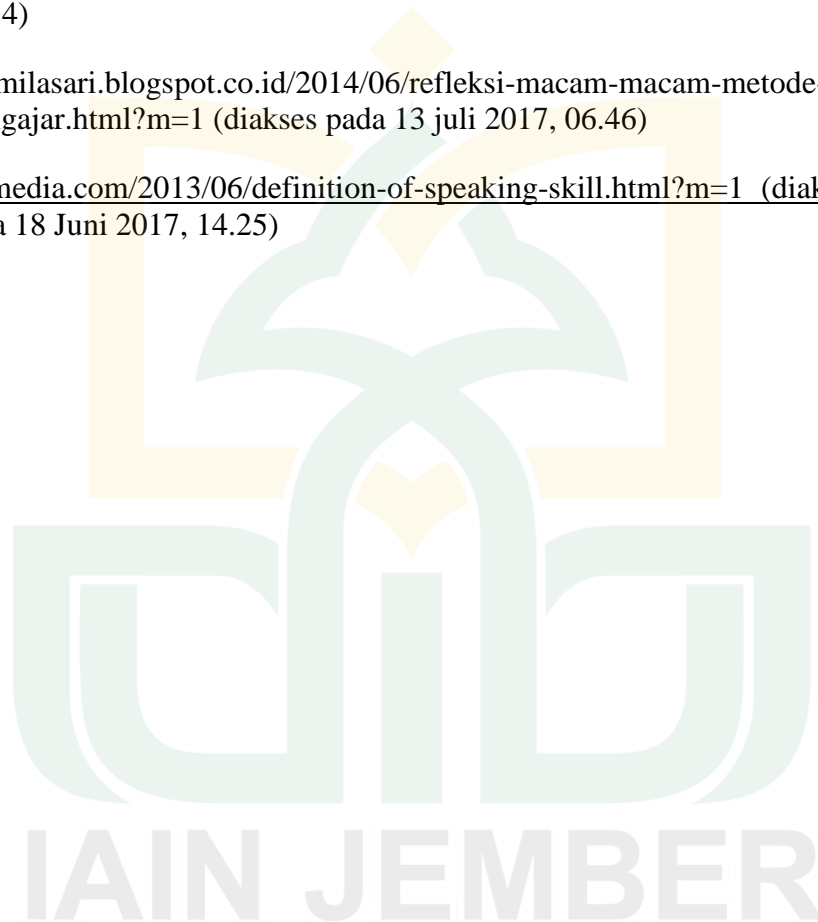 4)
milasari.blogspot.co.id/2014/06/refleksi-macam-macam-metode-
gajar.html?m=1 (diakses pada 13 juli 2017, 06.46)
media.com/2013/06/definition-of-speaking-skill.html?m=1 (diak
18 Juni 2017, 14.25)
IAIN JEMBER